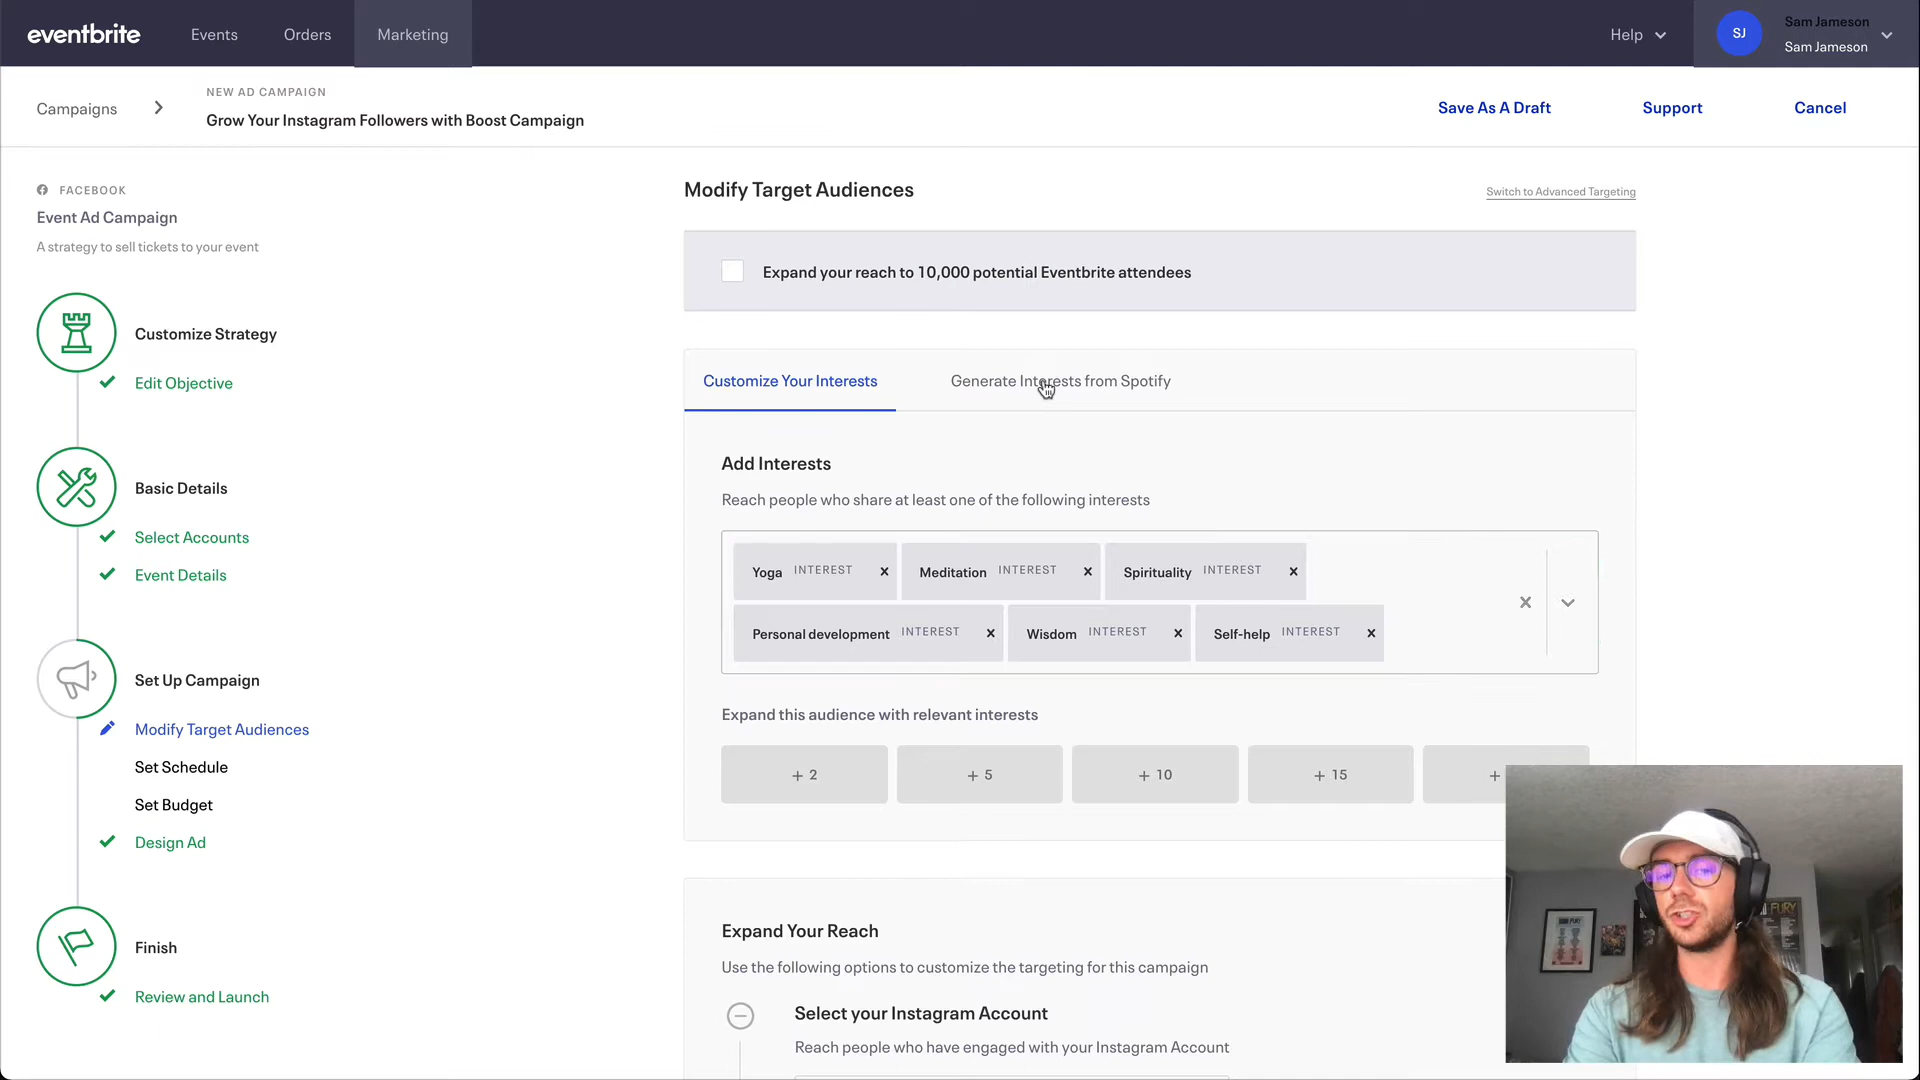 eventbrite
Events
Orders
Marketing
Help
SJ
Sam Jameson
Sam Jameson
Campaigns
NEW AD CAMPAIGN
Grow Your Instagram Followers with Boost Campaign
Save As A Draft
Support
Cancel
FACEBOOK
Event Ad Campaign
A strategy to sell tickets to your event
Customize Strategy
Edit Objective
Basic Details
Select Accounts
Event Details
Set Up Campaign
Modify Target Audiences
Set Schedule
Set Budget
Design Ad
Finish
Review and Launch
Modify Target Audiences
Switch to Advanced Targeting
Expand your reach to 10,000 potential Eventbrite attendees
Customize Your Interests
Generate Interests from Spotify
Add Interests
Reach people who share at least one of the following interests
Yoga INTEREST ×
Meditation INTEREST ×
Spirituality INTEREST ×
Personal development INTEREST ×
Wisdom INTEREST ×
Self-help INTEREST ×
Expand this audience with relevant interests
+ 2
+ 5
+ 10
+ 15
+
Expand Your Reach
Use the following options to customize the targeting for this campaign
Select your Instagram Account
Reach people who have engaged with your Instagram Account
FURY